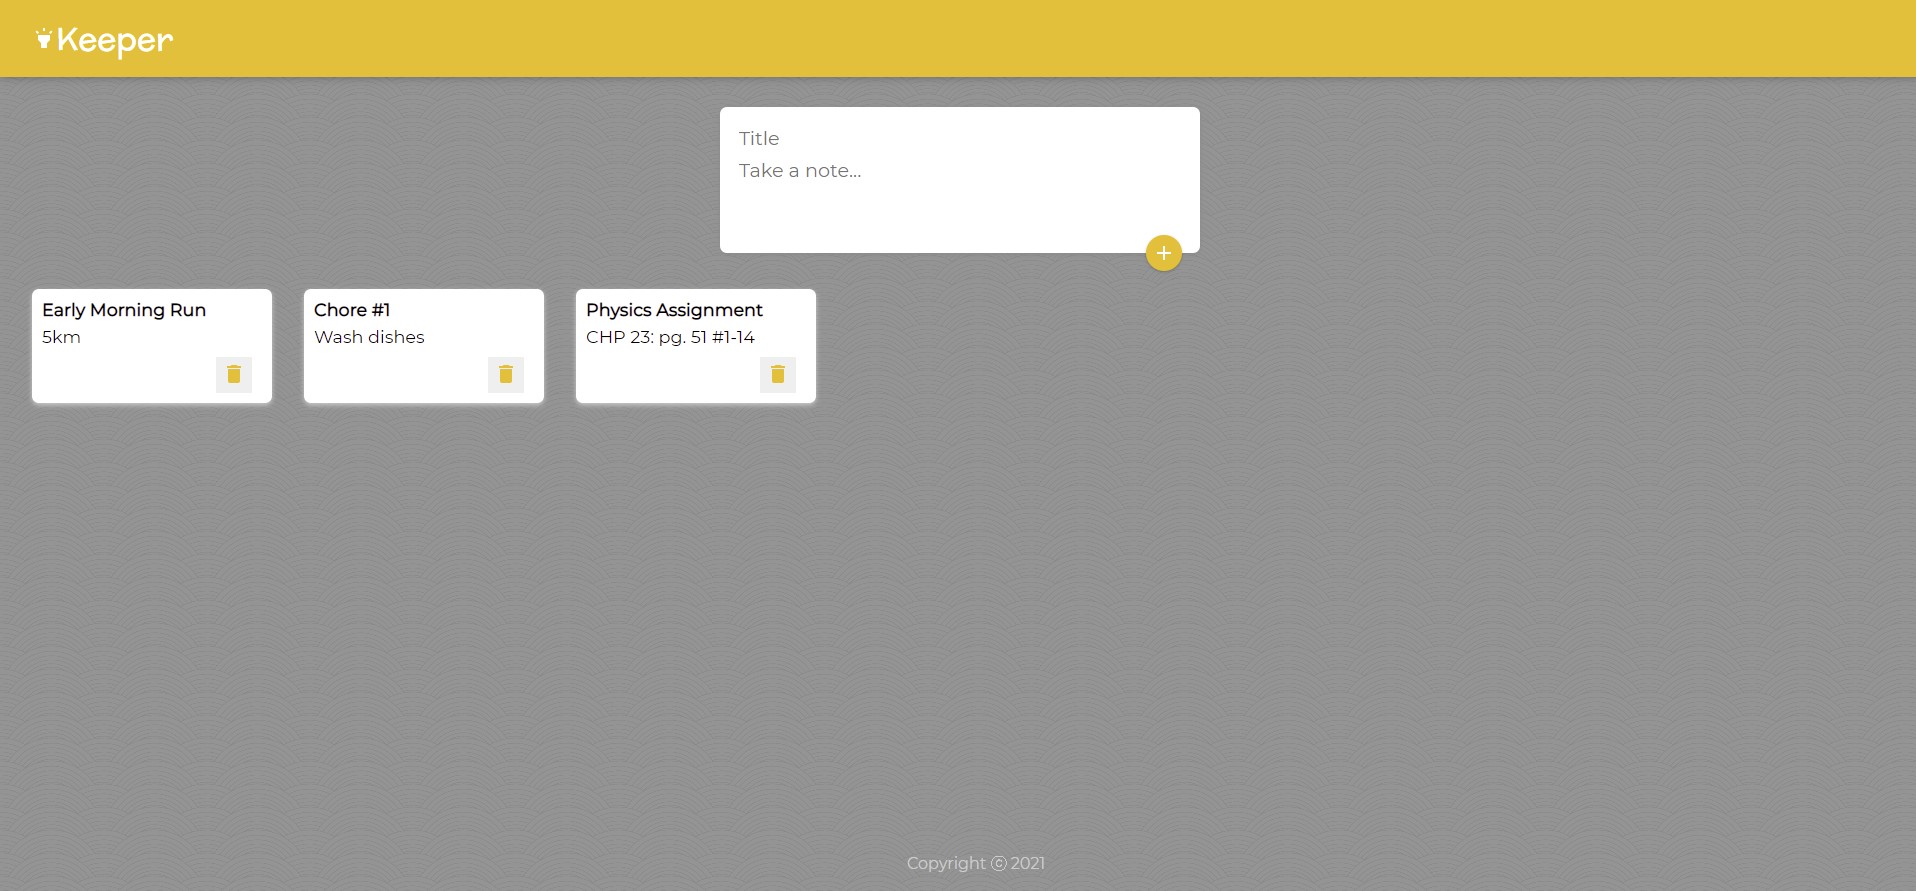 Keeper
Title
Take a note...
Early Morning Run
5km
Chore #1
Wash dishes
Physics Assignment
CHP 23: pg. 51 #1-14
Copyright ⓒ 2021